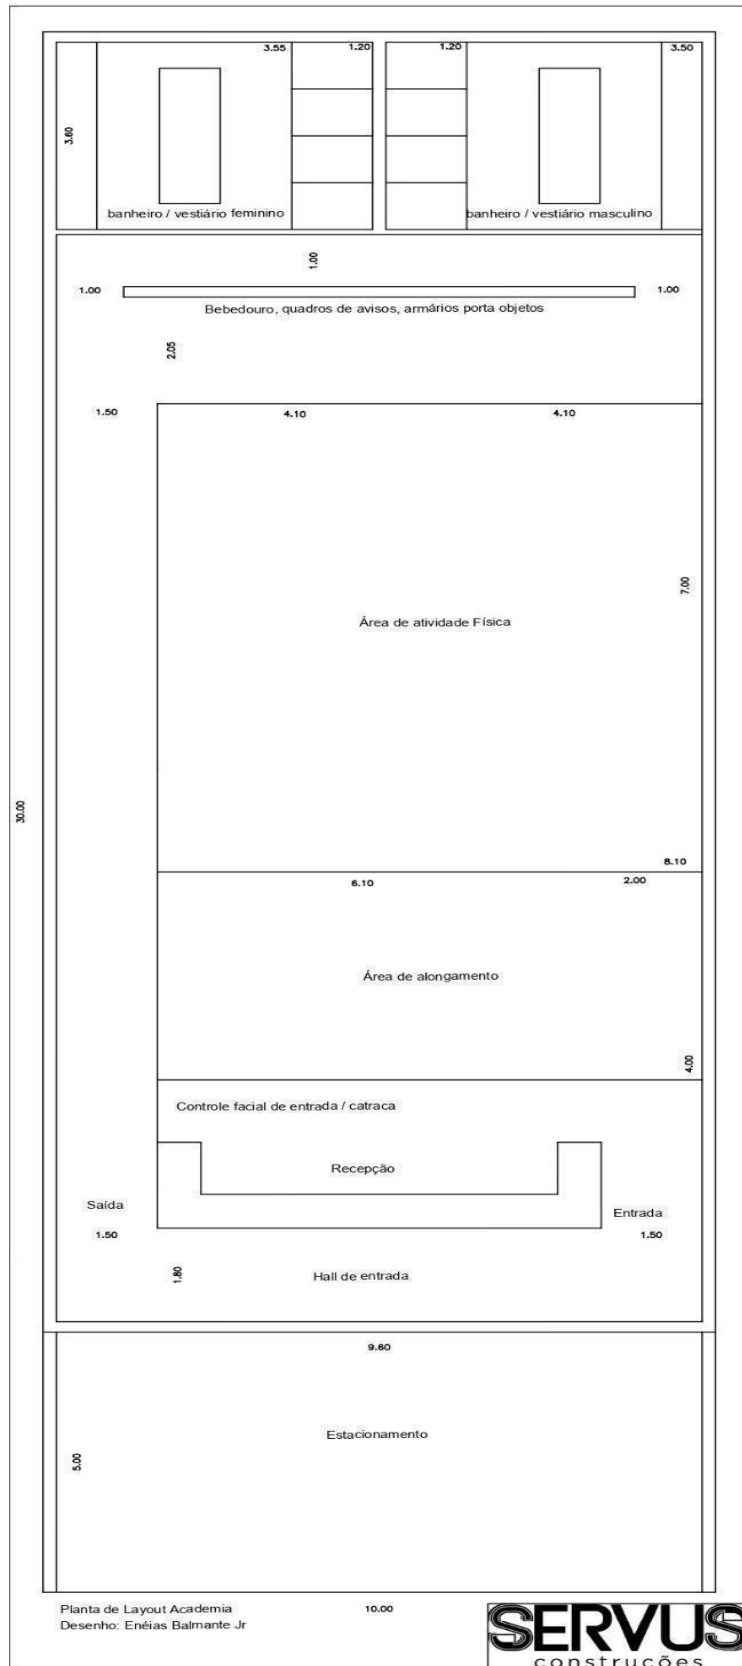 3.55
1.20
1.20
3.50
3.60
banheiro / vestiário feminino
banheiro / vestiário masculino
1.00
1.00
1.00
Bebedouro, quadros de avisos, armários porta objetos
2.05
1.50
4.10
4.10
7.00
Área de atividade Física
30.00
8.10
6.10
2.00
Área de alongamento
4.00
Controle facial de entrada / catraca
Recepção
Saída
Entrada
1.50
1.50
1.80
Hall de entrada
9.60
Estacionamento
5.00
Planta de Layout Academia
10.00
Desenho: Enéias Balmante Jr
SERVUS
construções